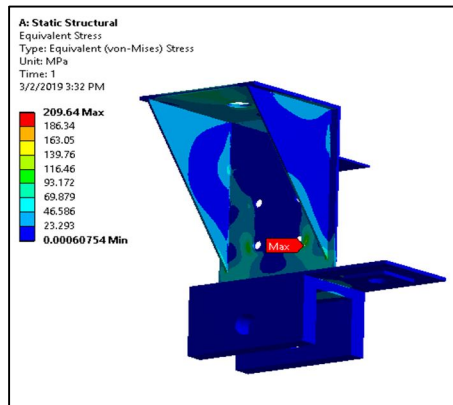 A: Static Structural
Equivalent Stress
Type: Equivalent (von-Mises) Stress
Unit: MPa
Time: 1
3/2/2019 3:32 PM
209.64 Max
186.34
163.05
139.76
116.46
93.172
69.879
46.586
23.293
0.00060754 Min
Max